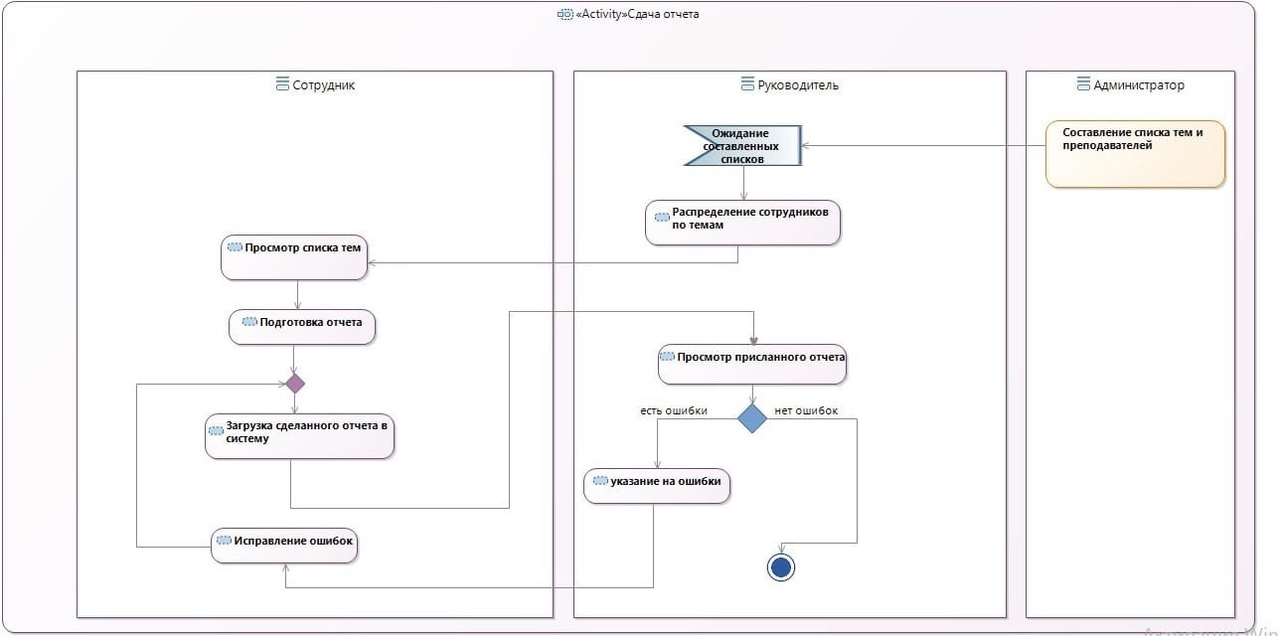 «Activity»Сдача отчета
Сотрудник
Руководитель
Администратор
Ожидание
составленных
списков
Составление списка тем и
преподавателей
Распределение сотрудников
по темам
Просмотр списка тем
Подготовка отчета
Просмотр присланного отчета
есть ошибки
нет ошибок
Загрузка сделанного отчета в
систему
указание на ошибки
Исправление ошибок